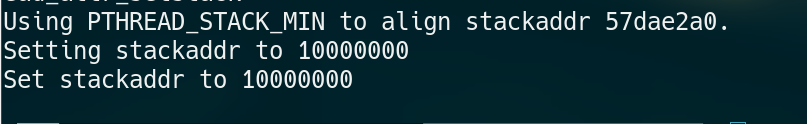 Using PTHREAD_STACK_MIN to align stackaddr 57dae2a0.
Setting stackaddr to 10000000
Set stackaddr to 10000000